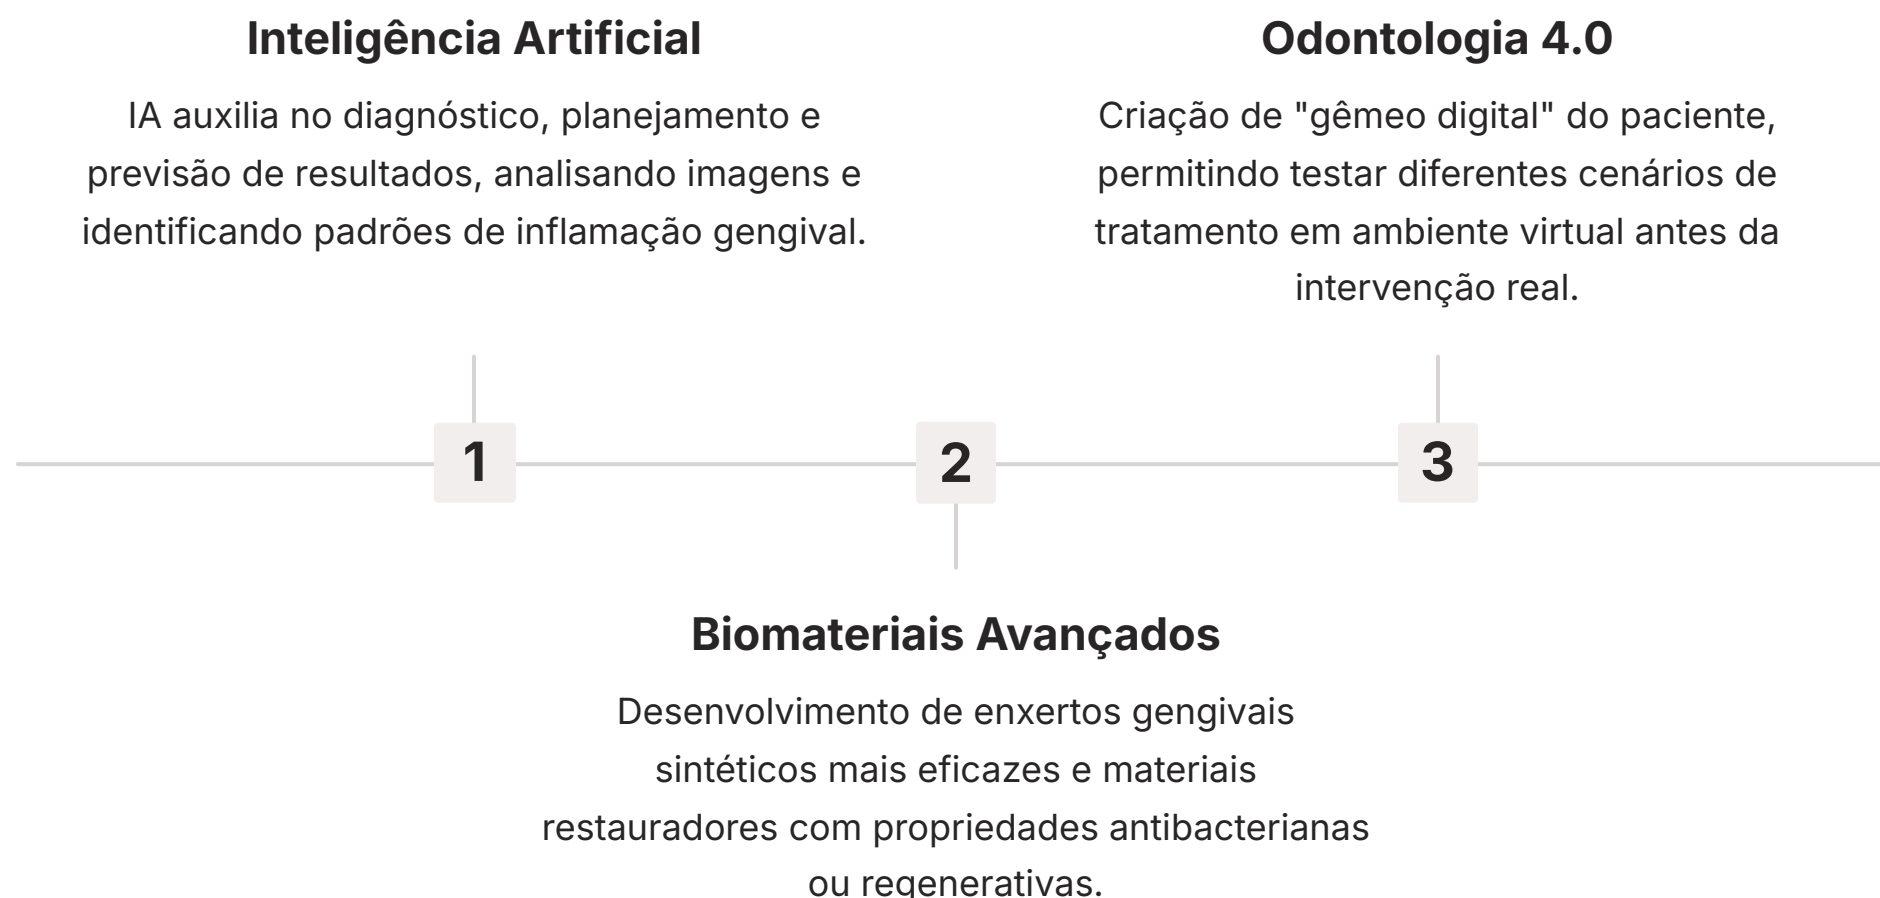 Inteligência Artificial
IA auxilia no diagnóstico, planejamento e
previsão de resultados, analisando imagens e
identificando padrões de inflamação gengival.
Odontologia 4.0
Criação de "gêmeo digital" do paciente,
permitindo testar diferentes cenários de
tratamento em ambiente virtual antes da
intervenção real.
1
2
3
Biomateriais Avançados
Desenvolvimento de enxertos gengivais
sintéticos mais eficazes e materiais
restauradores com propriedades antibacterianas
ou regenerativas.